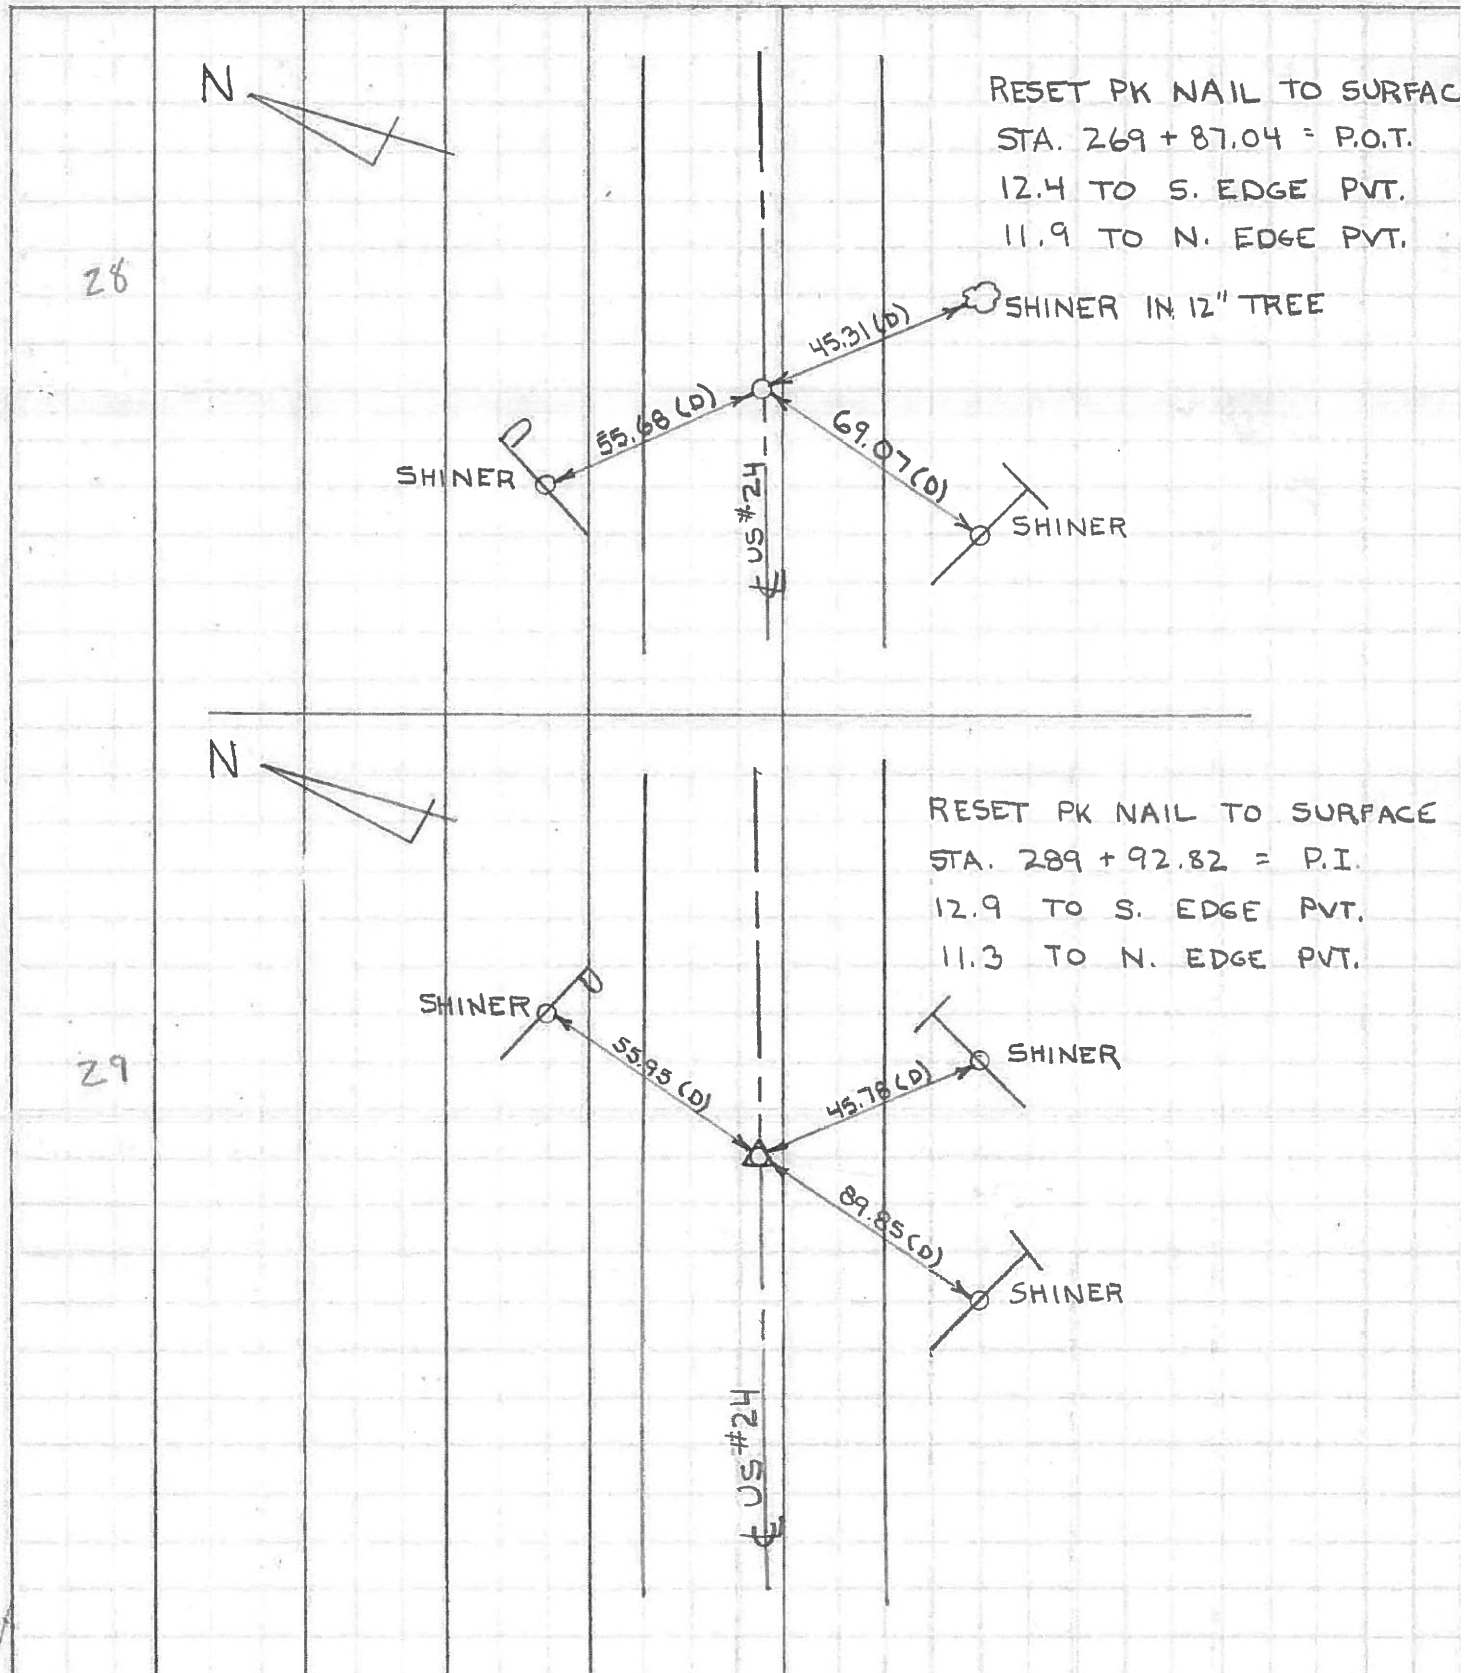 N
RESET PK NAIL TO SURFAC
STA. 269 + 87.04 = P.O.T.
12.4 TO S. EDGE PVT.
11.9 TO N. EDGE PVT.
28
SHINER IN 12" TREE
45.31 (D)
55.68 (D)
69.07 (D)
SHINER
SHINER
℄ US #24
N
RESET PK NAIL TO SURFACE
STA. 289 + 92.82 = P.I.
12.9 TO S. EDGE PVT.
11.3 TO N. EDGE PVT.
SHINER
29
55.95 (D)
45.78 (D)
SHINER
89.85 (D)
SHINER
℄ US #24